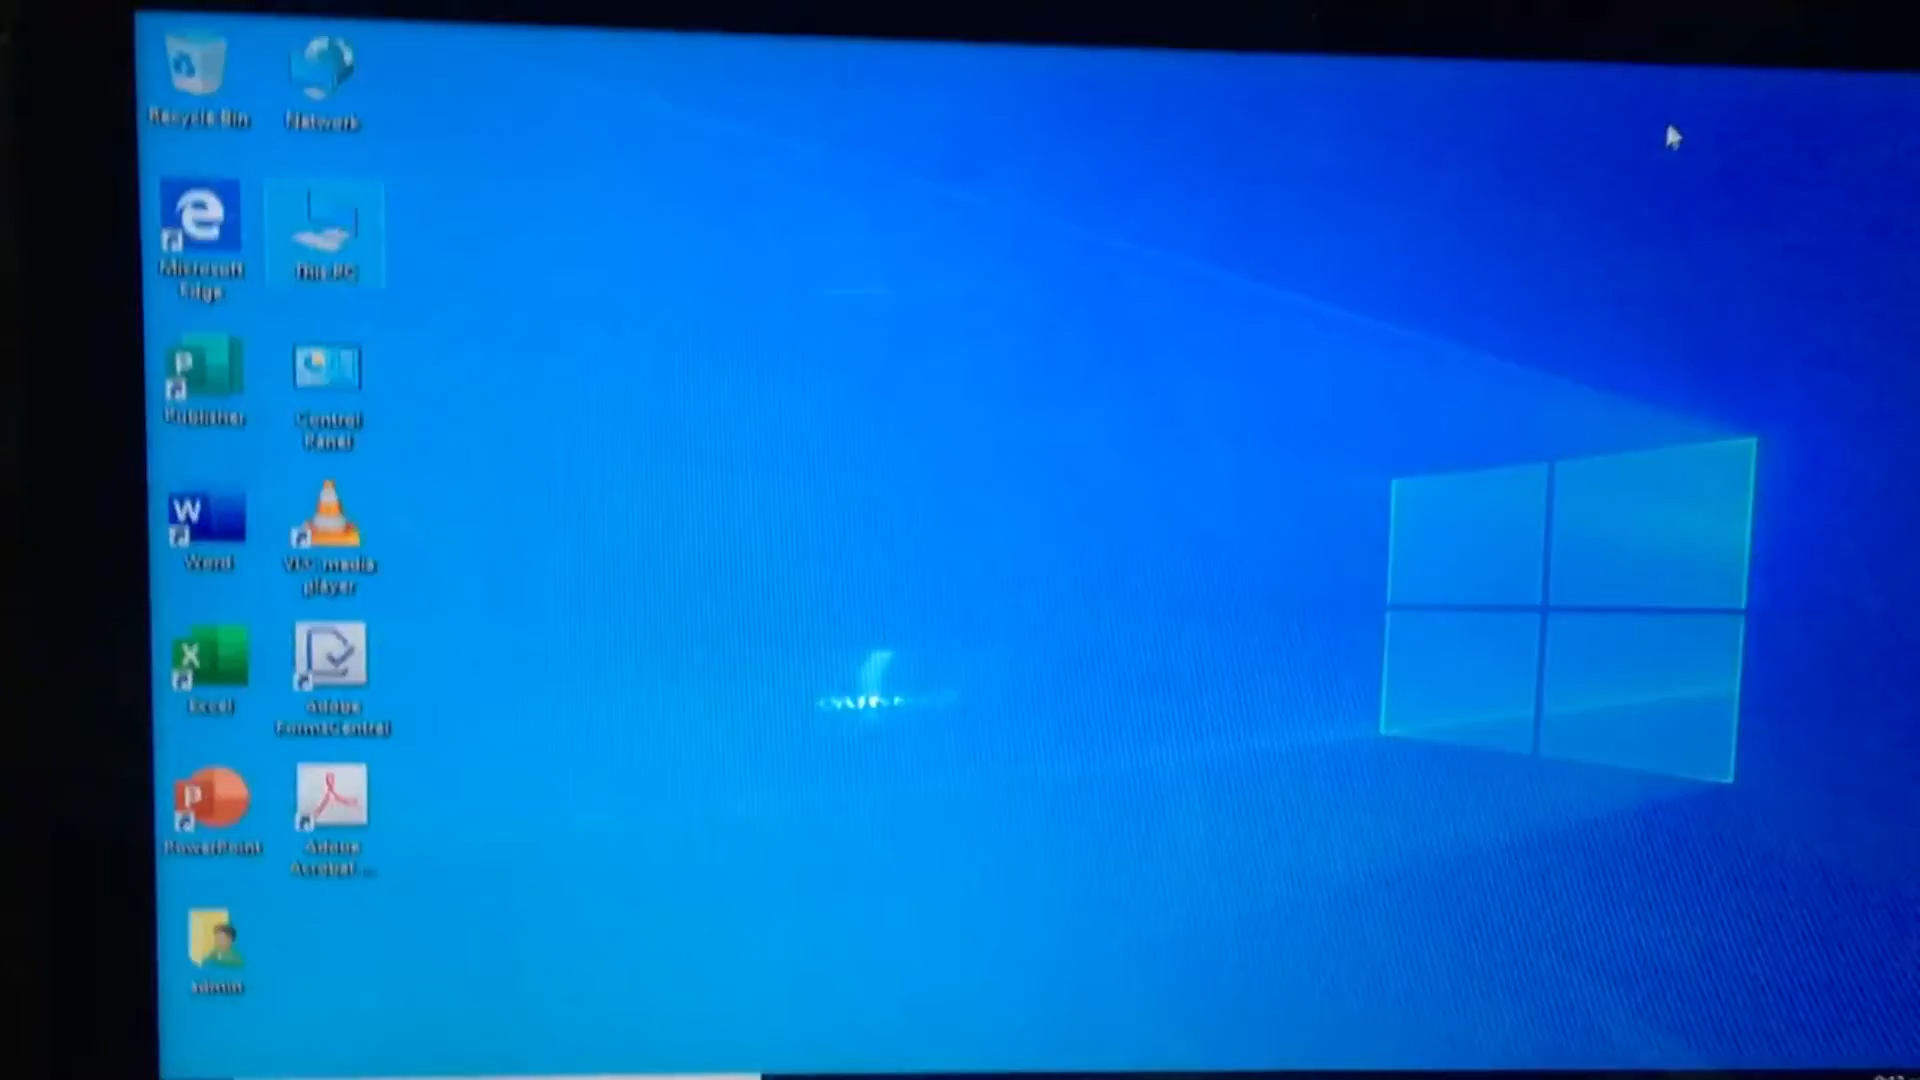 Recycle Bin
Network
Microsoft
Edge
This PC
Publisher
Control
Panel
W
Word
VLC media
player
X
Excel
Adobe
FormsCentral
P
PowerPoint
Adobe
Acrobat ...
admin